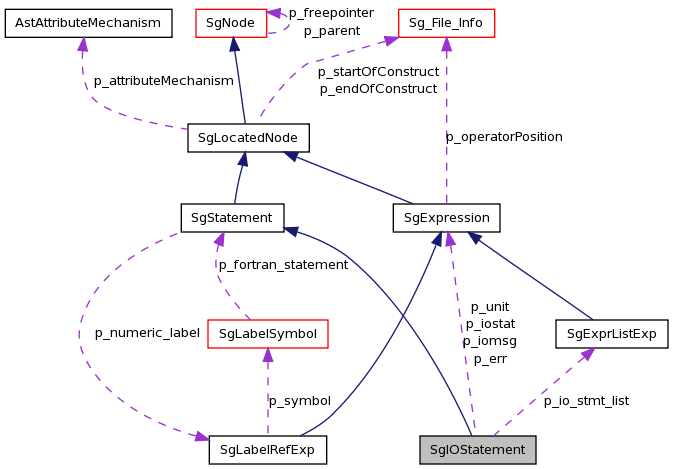 AstAttributeMechanism
SgNode
p_freepointer
p_parent
Sg_File_Info
p_attributeMechanism
p_startOfConstruct
p_endOfConstruct
p_operatorPosition
SgLocatedNode
SgStatement
SgExpression
p_fortran_statement
p_numeric_label
SgLabelSymbol
p_unit
p_iostat
p_iomsg
p_err
SgExprListExp
p_symbol
p_io_stmt_list
SgLabelRefExp
SgIOStatement